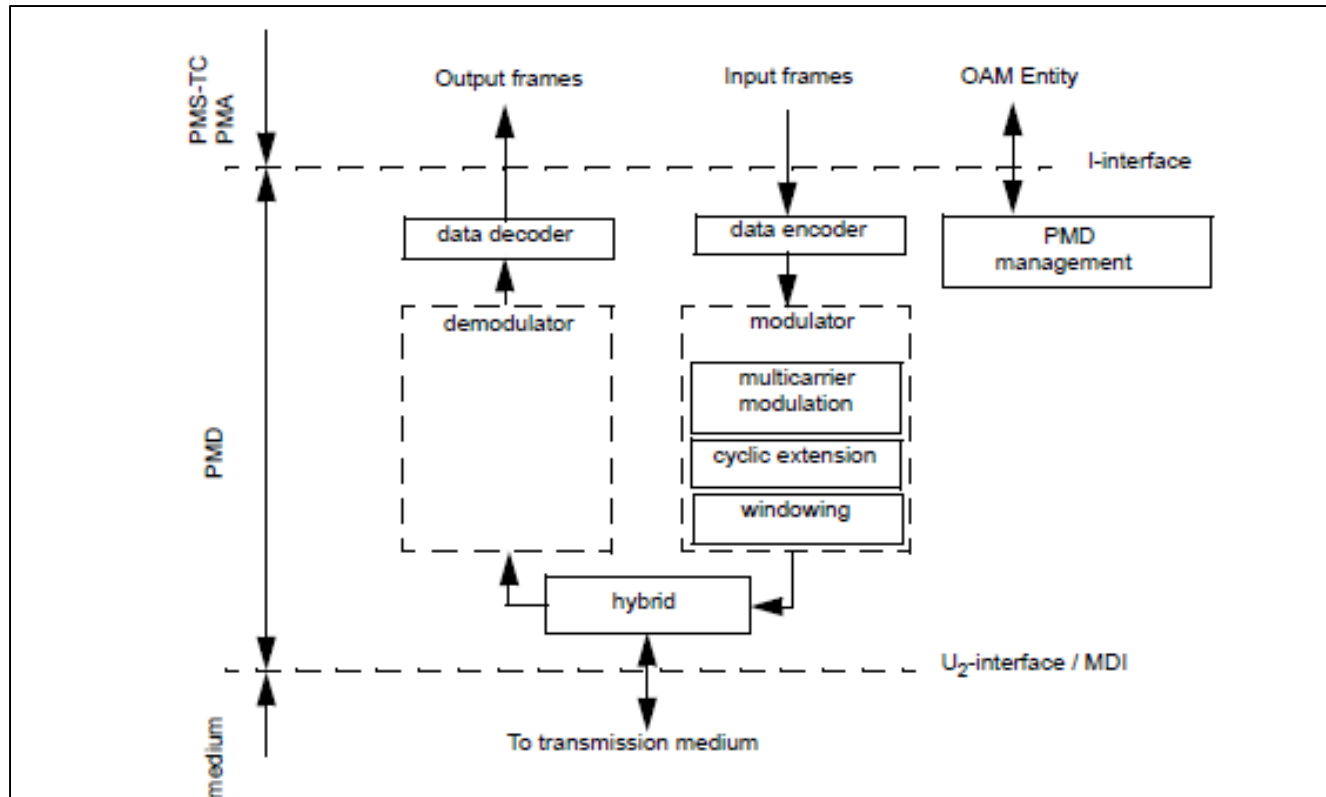 PMS-TC
PMA
Output frames
Input frames
OAM Entity
I-interface
data decoder
data encoder
PMD
management
demodulator
modulator
multicarrier
modulation
cyclic extension
windowing
PMD
hybrid
U2-interface / MDI
To transmission medium
medium